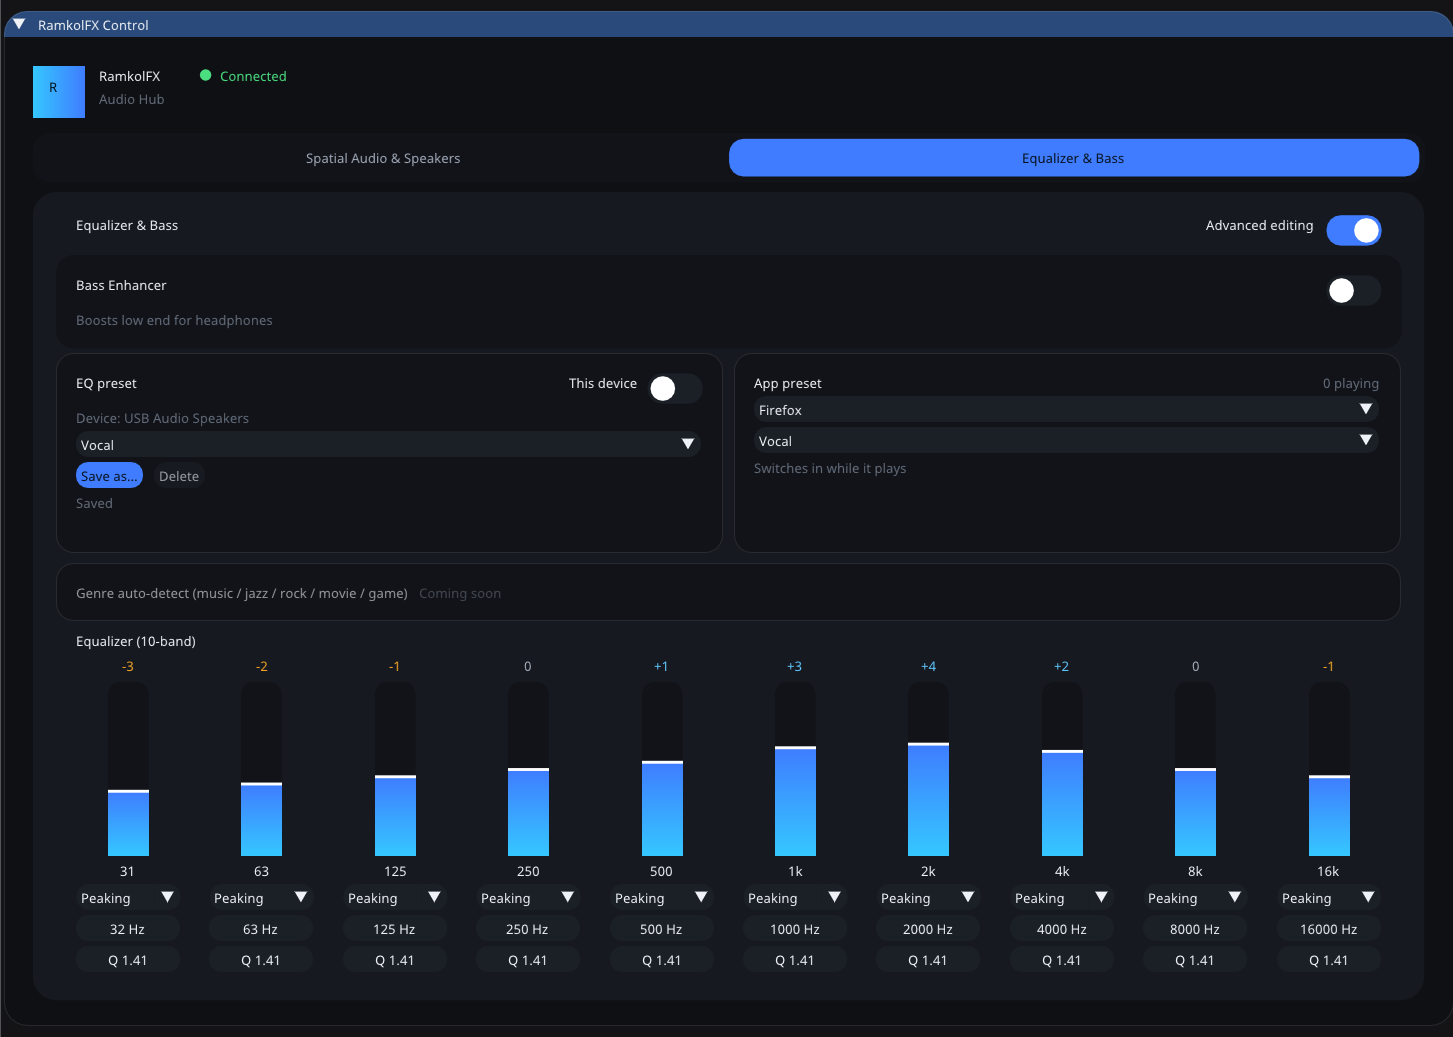 RamkolFX Control
R
RamkolFX
Connected
Audio Hub
Spatial Audio & Speakers
Equalizer & Bass
Equalizer & Bass
Advanced editing
Bass Enhancer
Boosts low end for headphones
EQ preset
This device
Device: USB Audio Speakers
Vocal
Save as...
Delete
Saved
App preset
0 playing
Firefox
Vocal
Switches in while it plays
Genre auto-detect (music / jazz / rock / movie / game) Coming soon
Equalizer (10-band)
-3 -2 -1 0 +1 +3 +4 +2 0 -1
31 63 125 250 500 1k 2k 4k 8k 16k
Peaking Peaking Peaking Peaking Peaking Peaking Peaking Peaking Peaking Peaking
32 Hz 63 Hz 125 Hz 250 Hz 500 Hz 1000 Hz 2000 Hz 4000 Hz 8000 Hz 16000 Hz
Q 1.41 Q 1.41 Q 1.41 Q 1.41 Q 1.41 Q 1.41 Q 1.41 Q 1.41 Q 1.41 Q 1.41